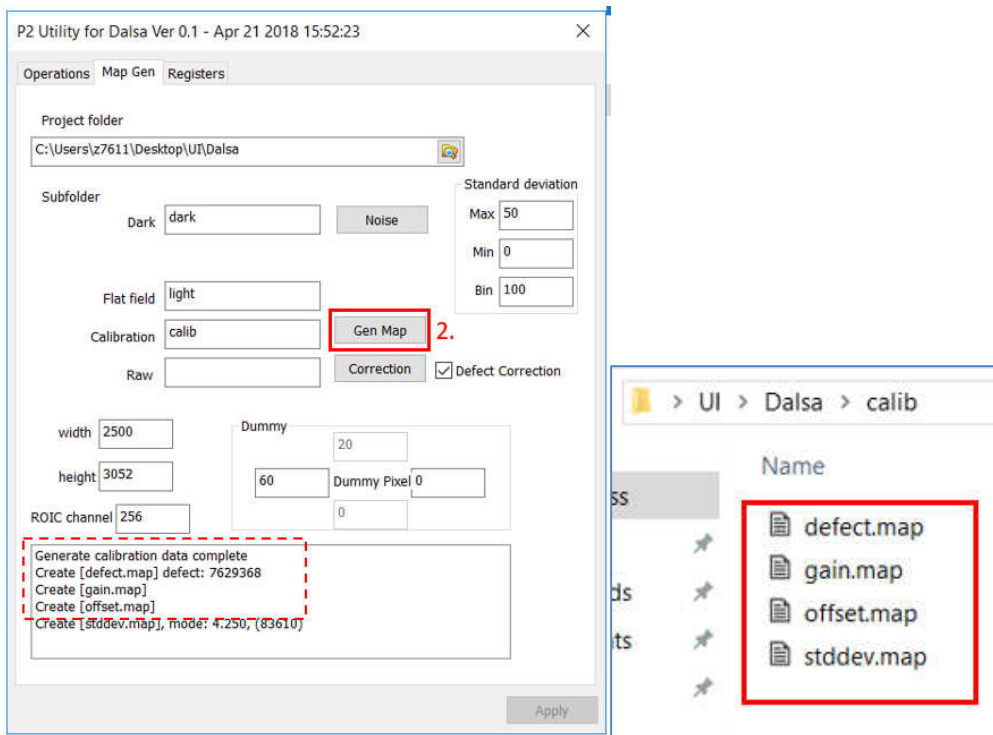 P2 Utility for Dalsa Ver 0.1 - Apr 21 2018 15:52:23
Operations Map Gen Registers
Project folder
C:\Users\z7611\Desktop\UI\Dalsa
Subfolder
Dark dark Noise
Standard deviation
Max 50
Min 0
Bin 100
Flat field light
Calibration calib Gen Map 2.
Raw Correction Defect Correction
width 2500
height 3052
ROIC channel 256
Dummy
20
60 Dummy Pixel 0
0
Generate calibration data complete
Create [defect.map] defect: 7629368
Create [gain.map]
Create [offset.map]
Create [stddev.map], mode: 4.250, (83610)
Apply
> UI > Dalsa > calib
Name
ss
defect.map
gain.map
ds
offset.map
ts
stddev.map